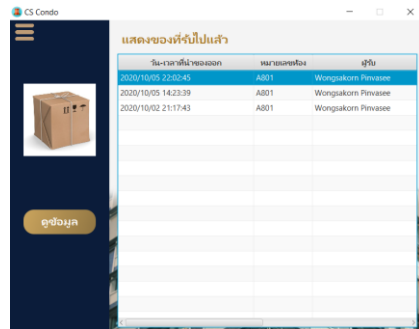 CS Condo
แสดงของที่รับไปแล้ว
วัน-เวลาที่นำของออก หมายเลขห้อง ผู้รับ
2020/10/05 22:02:45 A801 Wongsakorn Pinvasee
2020/10/05 14:23:39 A801 Wongsakorn Pinvasee
2020/10/02 21:17:43 A801 Wongsakorn Pinvasee
ดูข้อมูล